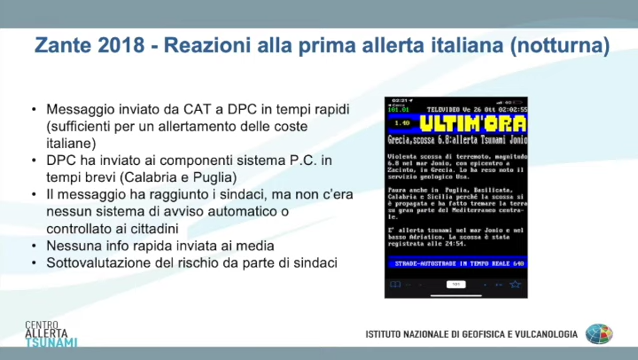 Zante 2018 - Reazioni alla prima allerta italiana (notturna)
• Messaggio inviato da CAT a DPC in tempi rapidi
(sufficienti per un allertamento delle coste
italiane)
• DPC ha inviato ai componenti sistema P.C. in
tempi brevi (Calabria e Puglia)
• Il messaggio ha raggiunto i sindaci, ma non c'era
nessun sistema di avviso automatico o
controllato ai cittadini
• Nessuna info rapida inviata ai media
• Sottovalutazione del rischio da parte di sindaci
03:21
101.01 TELEVIDEO Ve 26 Ott 02:02:55
1.40 ULTIM'ORA
Grecia,scossa 6.8:allerta Tsunami Jonio
Violenta scossa di terremoto, magnitudo
6.8 nel mar Jonio, con epicentro a
Zacinto, in Grecia. Lo ha reso noto il
servizio geologico Usa.
Paura anche in Puglia, Basilicata,
Calabria e Sicilia perché la scossa si
è propagata e ha fatto tremare la terra
su gran parte del Mediterraneo centra-
le.
E' allerta tsunami nel mar Jonio e nel
basso Adriatico. La scossa è stata
registrata alle 24:54.
STRADE-AUTOSTRADE IN TEMPO REALE 640
CENTRO
ALLERTA
TSUNAMI
ISTITUTO NAZIONALE DI GEOFISICA E VULCANOLOGIA